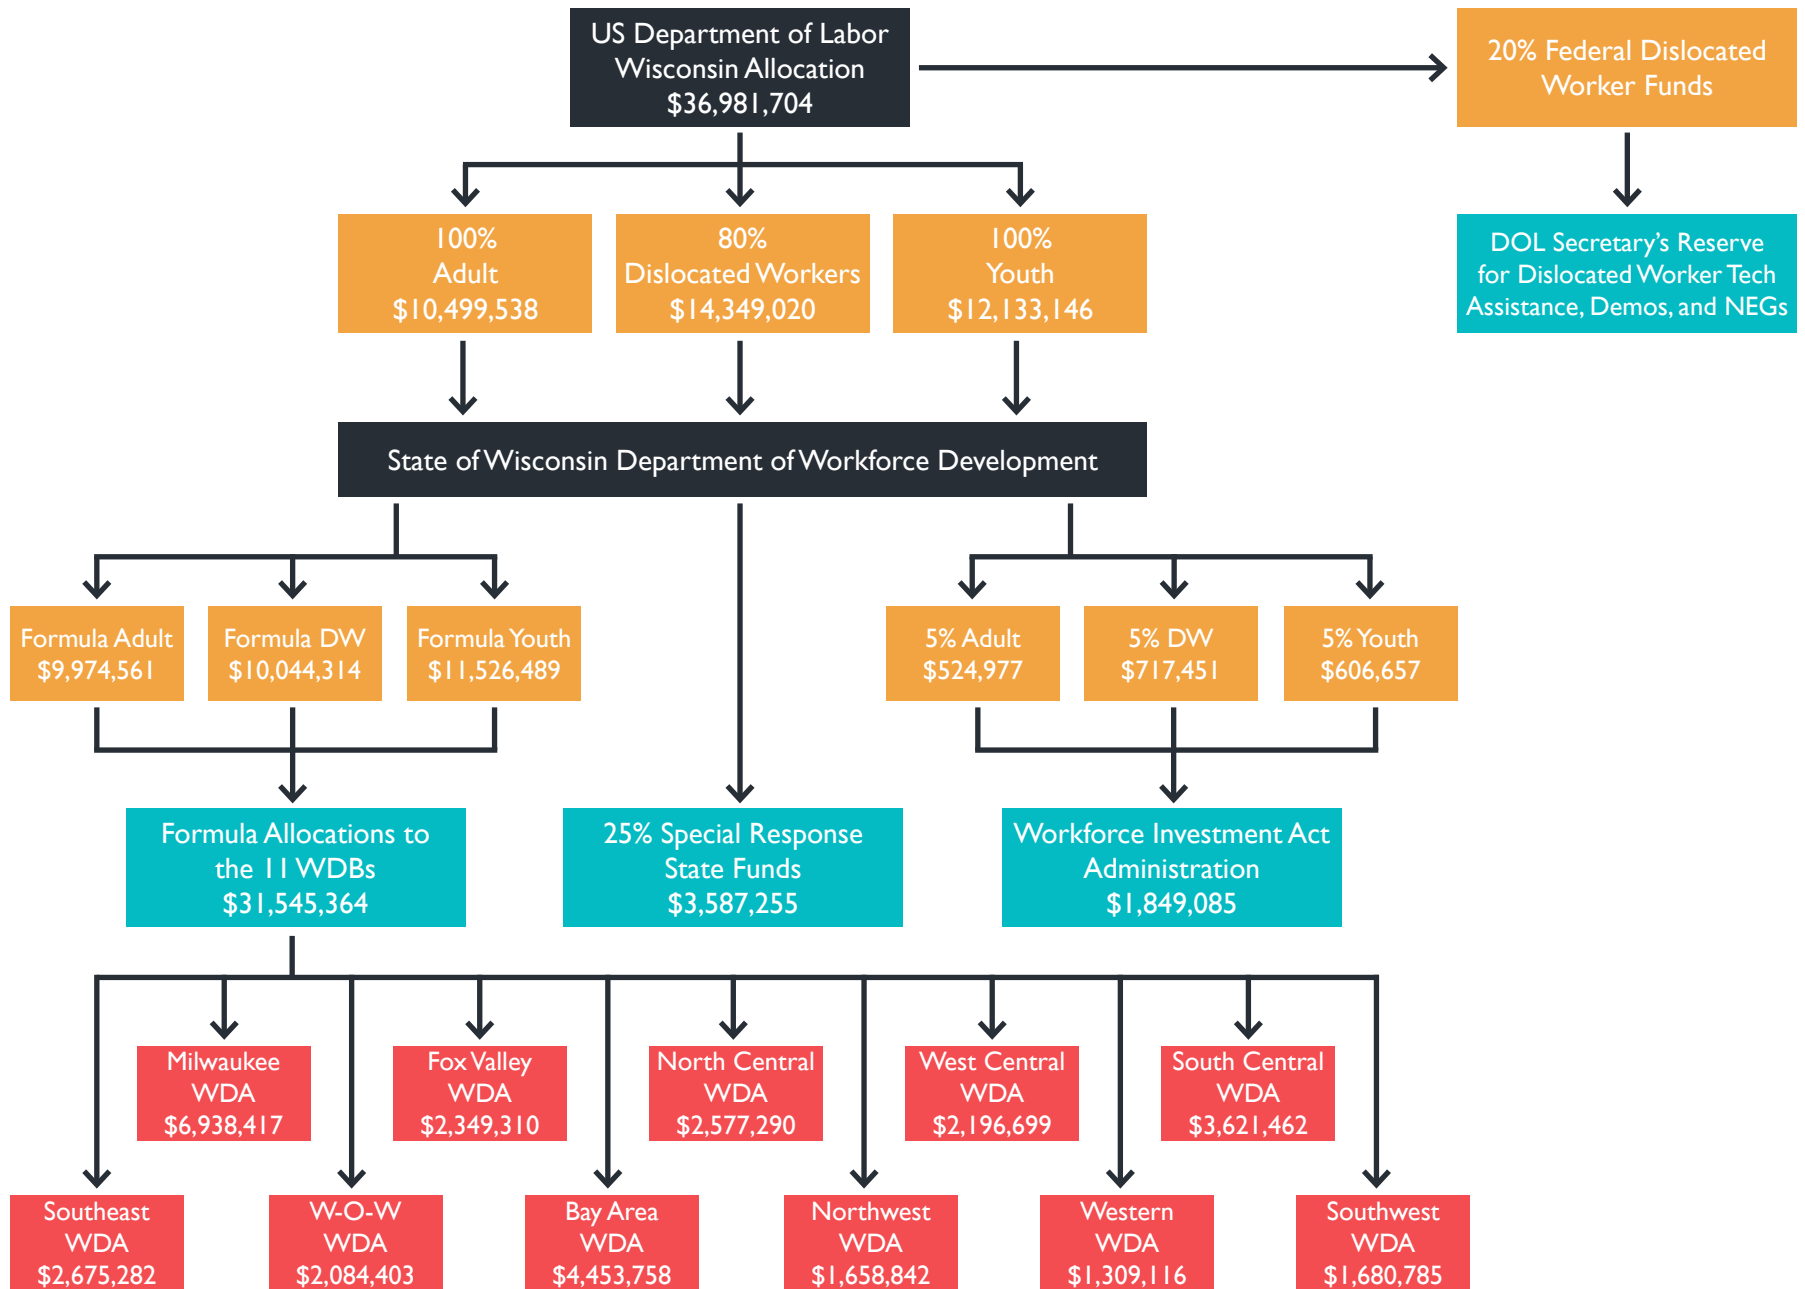 US Department of Labor
Wisconsin Allocation
$36,981,704
20% Federal Dislocated
Worker Funds
100%
Adult
$10,499,538
80%
Dislocated Workers
$14,349,020
100%
Youth
$12,133,146
DOL Secretary’s Reserve
for Dislocated Worker Tech
Assistance, Demos, and NEGs
State of Wisconsin Department of Workforce Development
Formula Adult
$9,974,561
Formula DW
$10,044,314
Formula Youth
$11,526,489
5% Adult
$524,977
5% DW
$717,451
5% Youth
$606,657
Formula Allocations to
the 11 WDBs
$31,545,364
25% Special Response
State Funds
$3,587,255
Workforce Investment Act
Administration
$1,849,085
Milwaukee
WDA
$6,938,417
Fox Valley
WDA
$2,349,310
North Central
WDA
$2,577,290
West Central
WDA
$2,196,699
South Central
WDA
$3,621,462
Southeast
WDA
$2,675,282
W-O-W
WDA
$2,084,403
Bay Area
WDA
$4,453,758
Northwest
WDA
$1,658,842
Western
WDA
$1,309,116
Southwest
WDA
$1,680,785